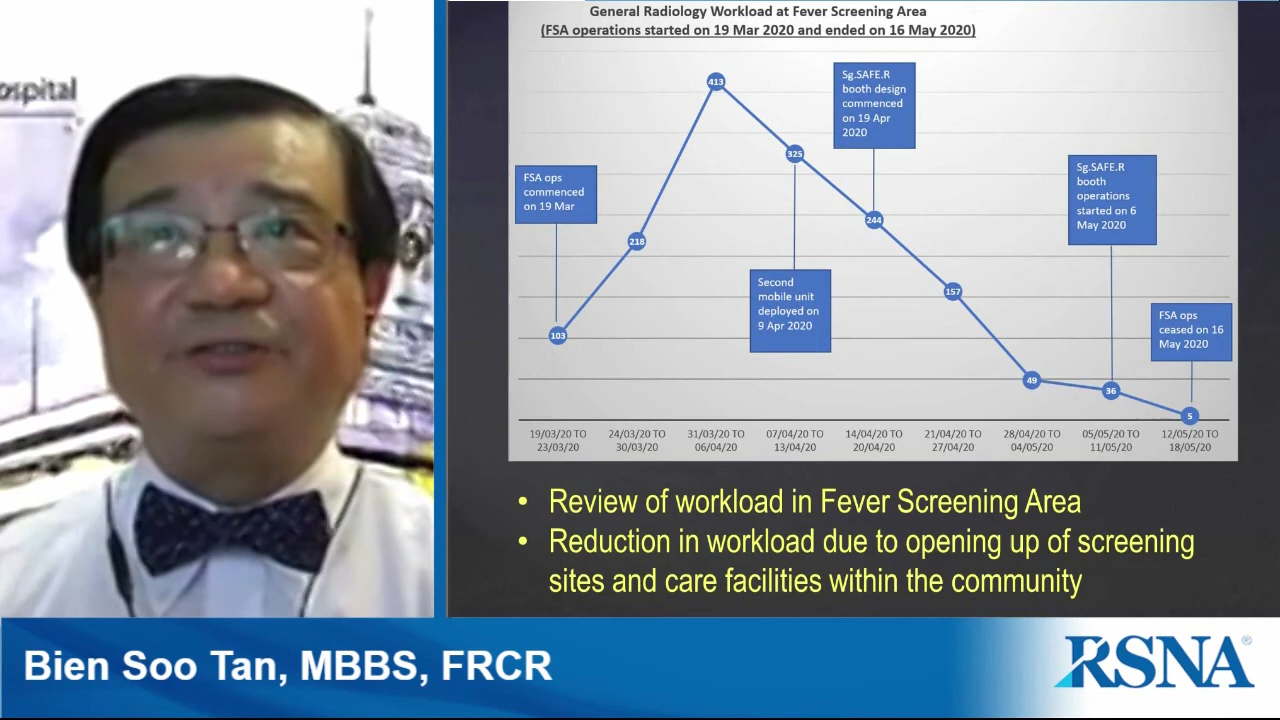 ospital
General Radiology Workload at Fever Screening Area
(FSA operations started on 19 Mar 2020 and ended on 16 May 2020)
413
Sg.SAFE.R
booth design
commenced
on 19 Apr
2020
325
FSA ops
commenced
on 19 Mar
Sg.SAFE.R
booth
operations
started on 6
May 2020
244
218
Second
mobile unit
deployed on
9 Apr 2020
157
FSA ops
ceased on 16
May 2020
103
49
36
5
19/03/20 TO
23/03/20
24/03/20 TO
30/03/20
31/03/20 TO
06/04/20
07/04/20 TO
13/04/20
14/04/20 TO
20/04/20
21/04/20 TO
27/04/20
28/04/20 TO
04/05/20
05/05/20 TO
11/05/20
12/05/20 TO
18/05/20
• Review of workload in Fever Screening Area
• Reduction in workload due to opening up of screening
sites and care facilities within the community
Bien Soo Tan, MBBS, FRCR
RSNA®